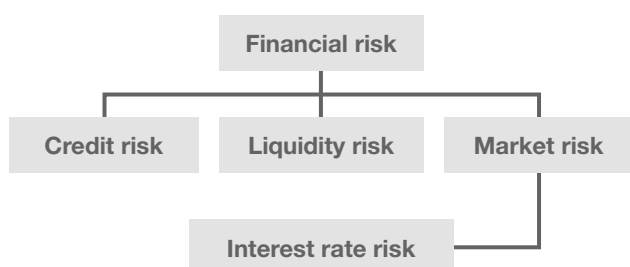 Financial risk
Credit risk
Liquidity risk
Market risk
Interest rate risk